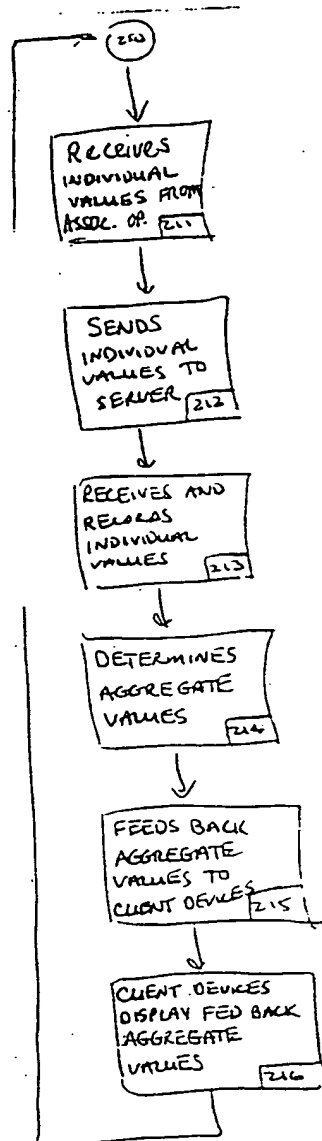 250
RECEIVES
INDIVIDUAL
VALUES FROM
ASSOC. OP. 211
SENDS
INDIVIDUAL
VALUES TO
SERVER 212
RECEIVES AND
RECORDS
INDIVIDUAL
VALUES 213
DETERMINES
AGGREGATE
VALUES
214
FEEDS BACK
AGGREGATE
VALUES TO
CLIENT DEVICES
215
CLIENT DEVICES
DISPLAY FED BACK
AGGREGATE
VALUES
216